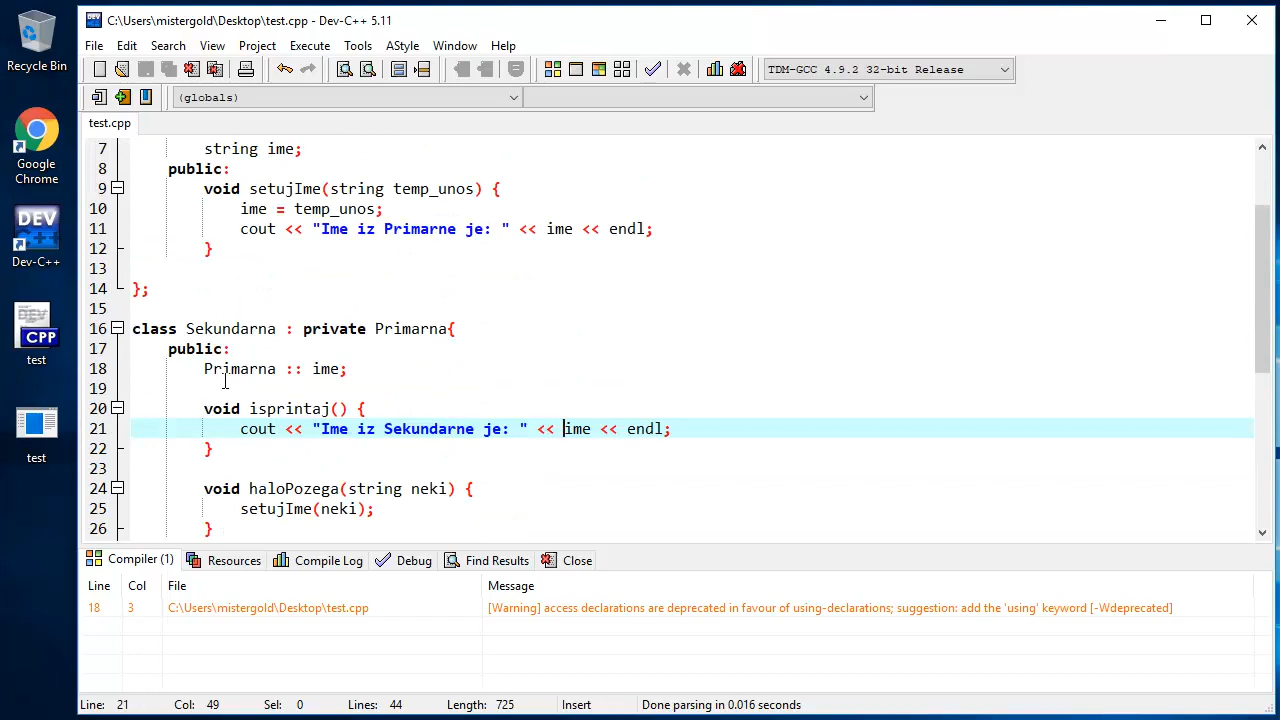 Recycle Bin
Google Chrome
DEV
Dev-C++
DEV
CPP
test
test
C:\Users\mistergold\Desktop\test.cpp - Dev-C++ 5.11
File Edit Search View Project Execute Tools AStyle Window Help
TDM-GCC 4.9.2 32-bit Release
(globals)
test.cpp
7 string ime;
8 public:
9 void setujIme(string temp_unos) {
10 ime = temp_unos;
11 cout << "Ime iz Primarne je: " << ime << endl;
12 }
13
14 };
15
16 class Sekundarna : private Primarna{
17 public:
18 Primarna :: ime;
19
20 void isprintaj() {
21 cout << "Ime iz Sekundarne je: " << ime << endl;
22 }
23
24 void haloPozega(string neki) {
25 setujIme(neki);
26 }
Compiler (1) Resources Compile Log Debug Find Results Close
Line Col File Message
18 3 C:\Users\mistergold\Desktop\test.cpp [Warning] access declarations are deprecated in favour of using-declarations; suggestion: add the 'using' keyword [-Wdeprecated]
Line: 21 Col: 49 Sel: 0 Lines: 44 Length: 725 Insert Done parsing in 0.016 seconds